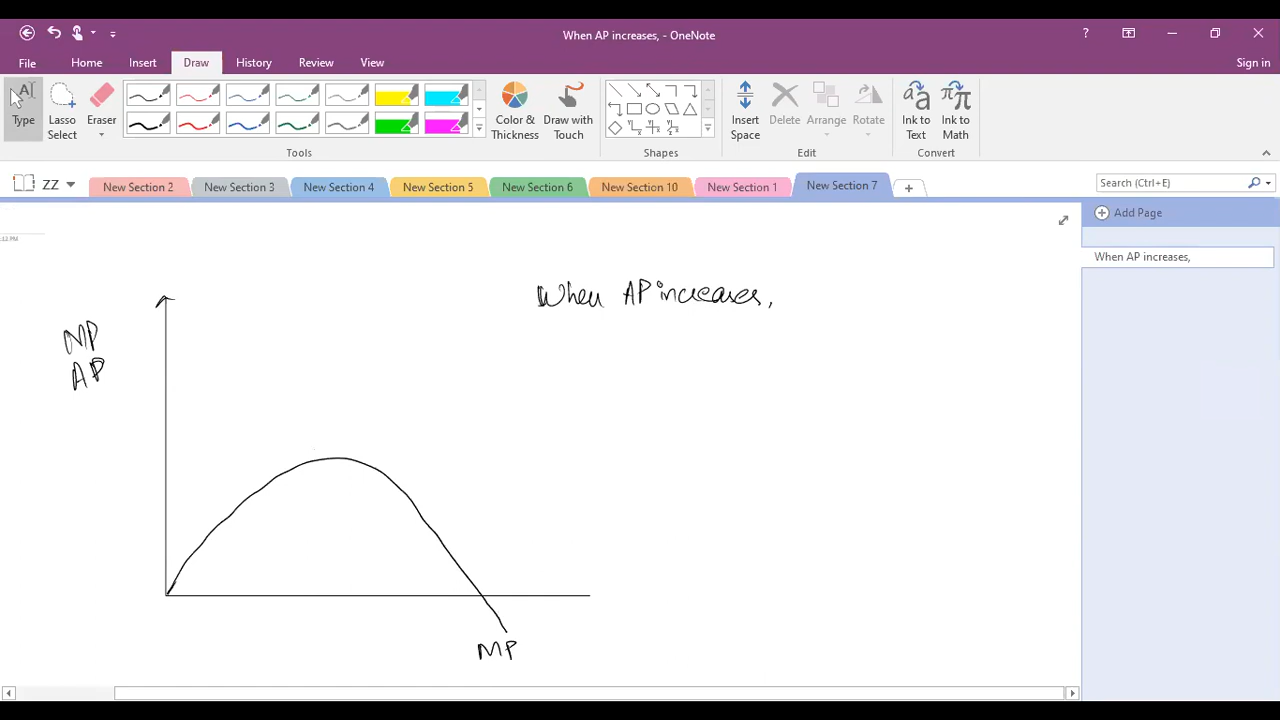 When AP increases, - OneNote
?
File
Home
Insert
Draw
History
Review
View
Sign in
Type
Lasso Select
Eraser
Color & Thickness
Draw with Touch
Insert Space
Delete
Arrange
Rotate
Ink to Text
Ink to Math
Tools
Shapes
Edit
Convert
ZZ
New Section 2
New Section 3
New Section 4
New Section 5
New Section 6
New Section 10
New Section 1
New Section 7
Search (Ctrl+E)
Add Page
When AP increases,
:12 PM
When AP increases,
MP
AP
MP